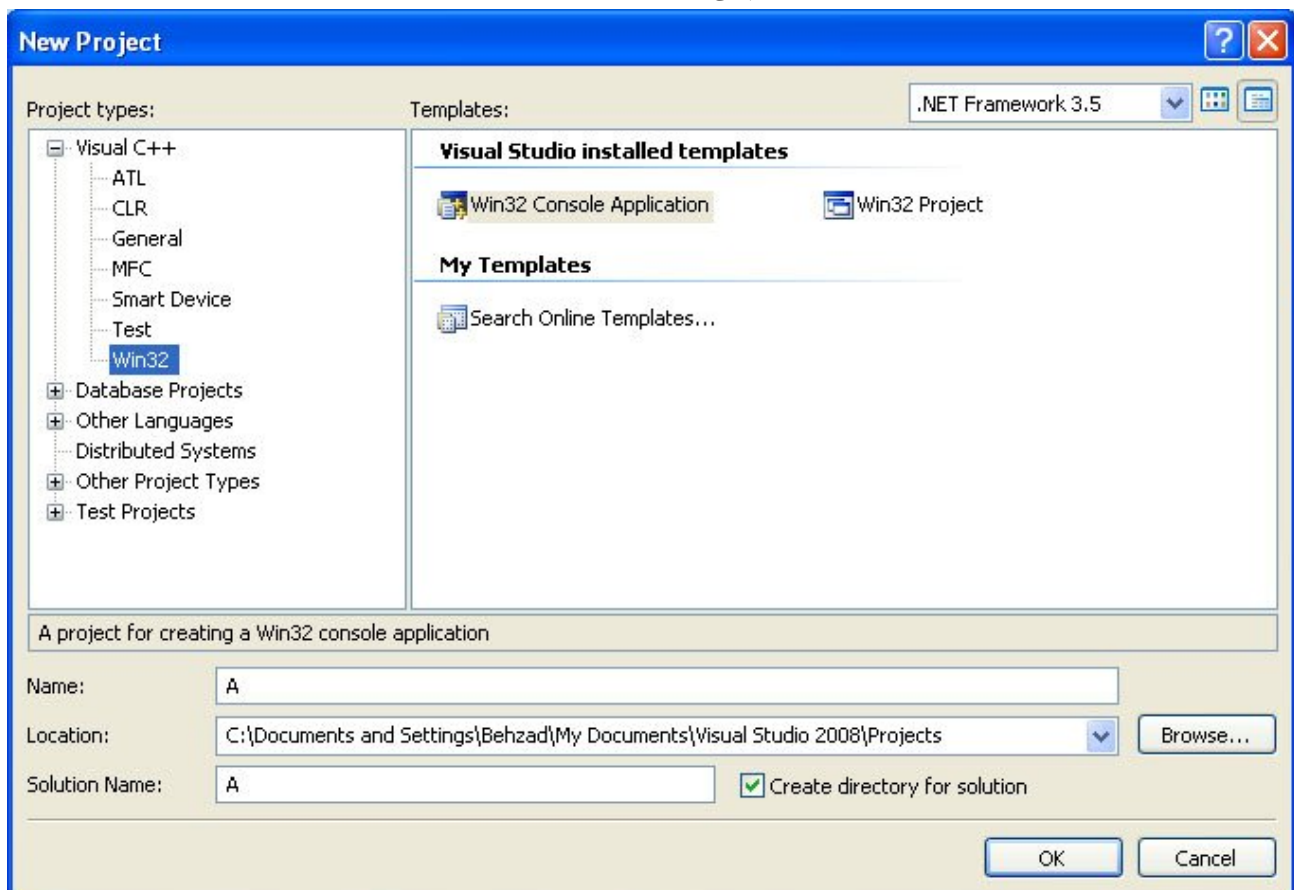 New Project
Project types:
Templates:
.NET Framework 3.5
Visual C++
ATL
CLR
General
MFC
Smart Device
Test
Win32
Database Projects
Other Languages
Distributed Systems
Other Project Types
Test Projects
Visual Studio installed templates
Win32 Console Application
Win32 Project
My Templates
Search Online Templates...
A project for creating a Win32 console application
Name:
A
Location:
C:\Documents and Settings\Behzad\My Documents\Visual Studio 2008\Projects
Browse...
Solution Name:
A
Create directory for solution
OK
Cancel